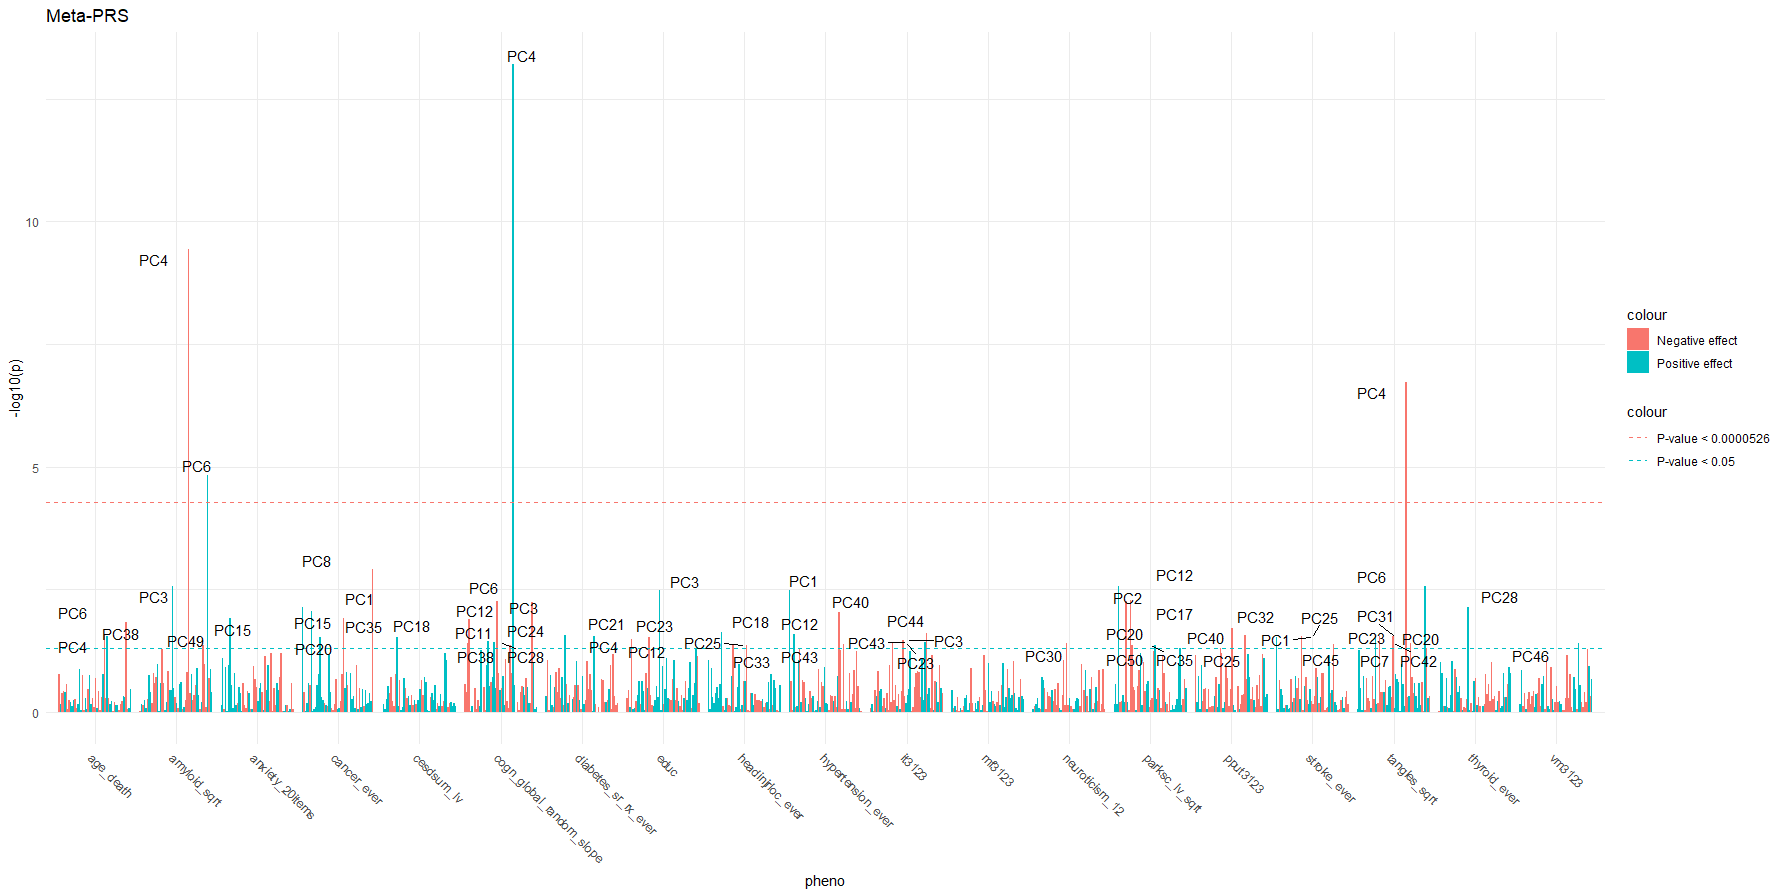 Meta-PRS
PC4
10
PC4
PC4
-log10(p)
PC6
5
PC8
PC12
PC6
PC3
PC1
PC6
PC3
PC1
PC2
PC28
PC40
PC6
PC12
PC3
PC17
PC31
PC15
PC15
PC35
PC18
PC21
PC23
PC18
PC12
PC44
PC32
PC25
PC38
PC49
PC11
PC24
PC20
PC40
PC1
PC23
PC20
PC4
PC20
PC4
PC12
PC25
PC43
PC3
PC38
PC28
PC33
PC43
PC23
PC30
PC50
PC35
PC25
PC45
PC7
PC42
PC46
0
age_death
amyloid_sqrt
anxiety_20items
cancer_ever
cesdsum_lv
cogn_global_random_slope
diabetes_sr_rx_ever
educ
headinjrloc_ever
hypertension_ever
it3123
mf3123
neuroticism_12
parksc_lv_sqrt
pput3123
stroke_ever
tangles_sqrt
thyroid_ever
vm3123
pheno
colour
Negative effect
Positive effect
colour
P-value < 0.0000526
P-value < 0.05